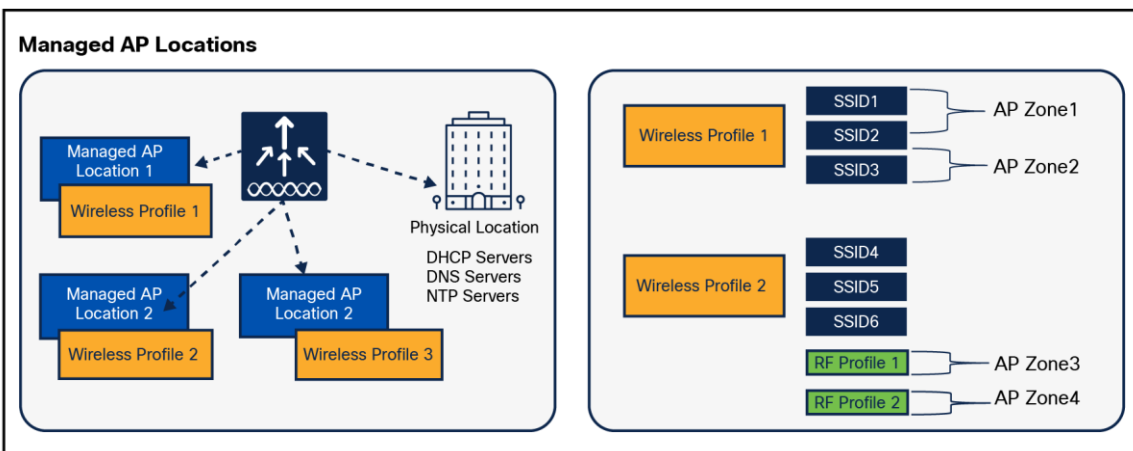 Managed AP Locations
Managed AP
Location 1
Wireless Profile 1
Physical Location
DHCP Servers
DNS Servers
NTP Servers
Managed AP
Location 2
Wireless Profile 2
Managed AP
Location 2
Wireless Profile 3
Wireless Profile 1
SSID1
SSID2
SSID3
AP Zone1
AP Zone2
Wireless Profile 2
SSID4
SSID5
SSID6
RF Profile 1
AP Zone3
RF Profile 2
AP Zone4